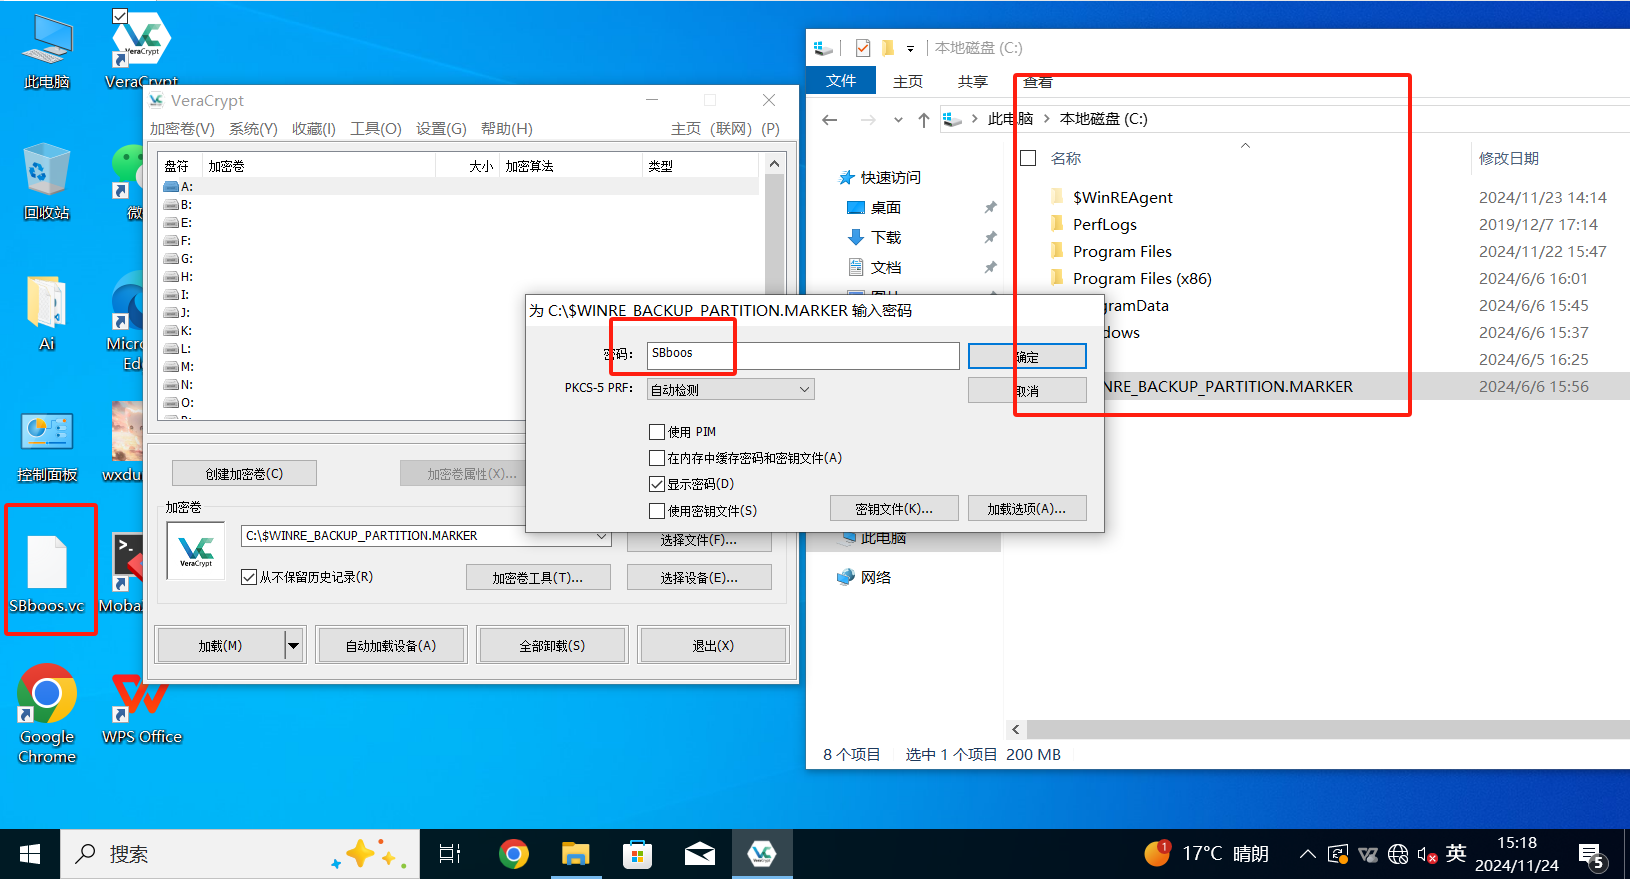 此电脑
VeraCrypt
VeraCrypt
回收站
微
Ai
Micr
Ed
控制面板
wxdu
SBboos.vc
Moba
Google
Chrome
WPS Office
VeraCrypt
加密卷(V) 系统(Y) 收藏(I) 工具(O) 设置(G) 帮助(H) 主页 (联网) (P)
盘符 加密卷 大小 加密算法 类型
A:
B:
E:
F:
G:
H:
I:
J:
K:
L:
M:
N:
O:
创建加密卷(C) 加密卷属性(X)...
加密卷
VeraCrypt
C:\$WINRE_BACKUP_PARTITION.MARKER
选择文件(F)...
从不保留历史记录(R) 加密卷工具(T)... 选择设备(E)...
加载(M) 自动加载设备(A) 全部卸载(S) 退出(X)
为 C:\$WINRE_BACKUP_PARTITION.MARKER 输入密码
密码: SBboos 确定
PKCS-5 PRF: 自动检测 取消
使用 PIM
在内存中缓存密码和密钥文件(A)
显示密码(D)
使用密钥文件(S) 密钥文件(K)... 加载选项(A)...
本地磁盘 (C:)
文件 主页 共享 查看
此电脑 本地磁盘 (C:)
快速访问
桌面
下载
文档
此电脑
网络
名称 修改日期
$WinREAgent 2024/11/23 14:14
PerfLogs 2019/12/7 17:14
Program Files 2024/11/22 15:47
Program Files (x86) 2024/6/6 16:01
gramData 2024/6/6 15:45
dows 2024/6/6 15:37
2024/6/5 16:25
NRE_BACKUP_PARTITION.MARKER 2024/6/6 15:56
8 个项目 选中 1 个项目 200 MB
搜索
1
17°C 晴朗
英
15:18
2024/11/24
5